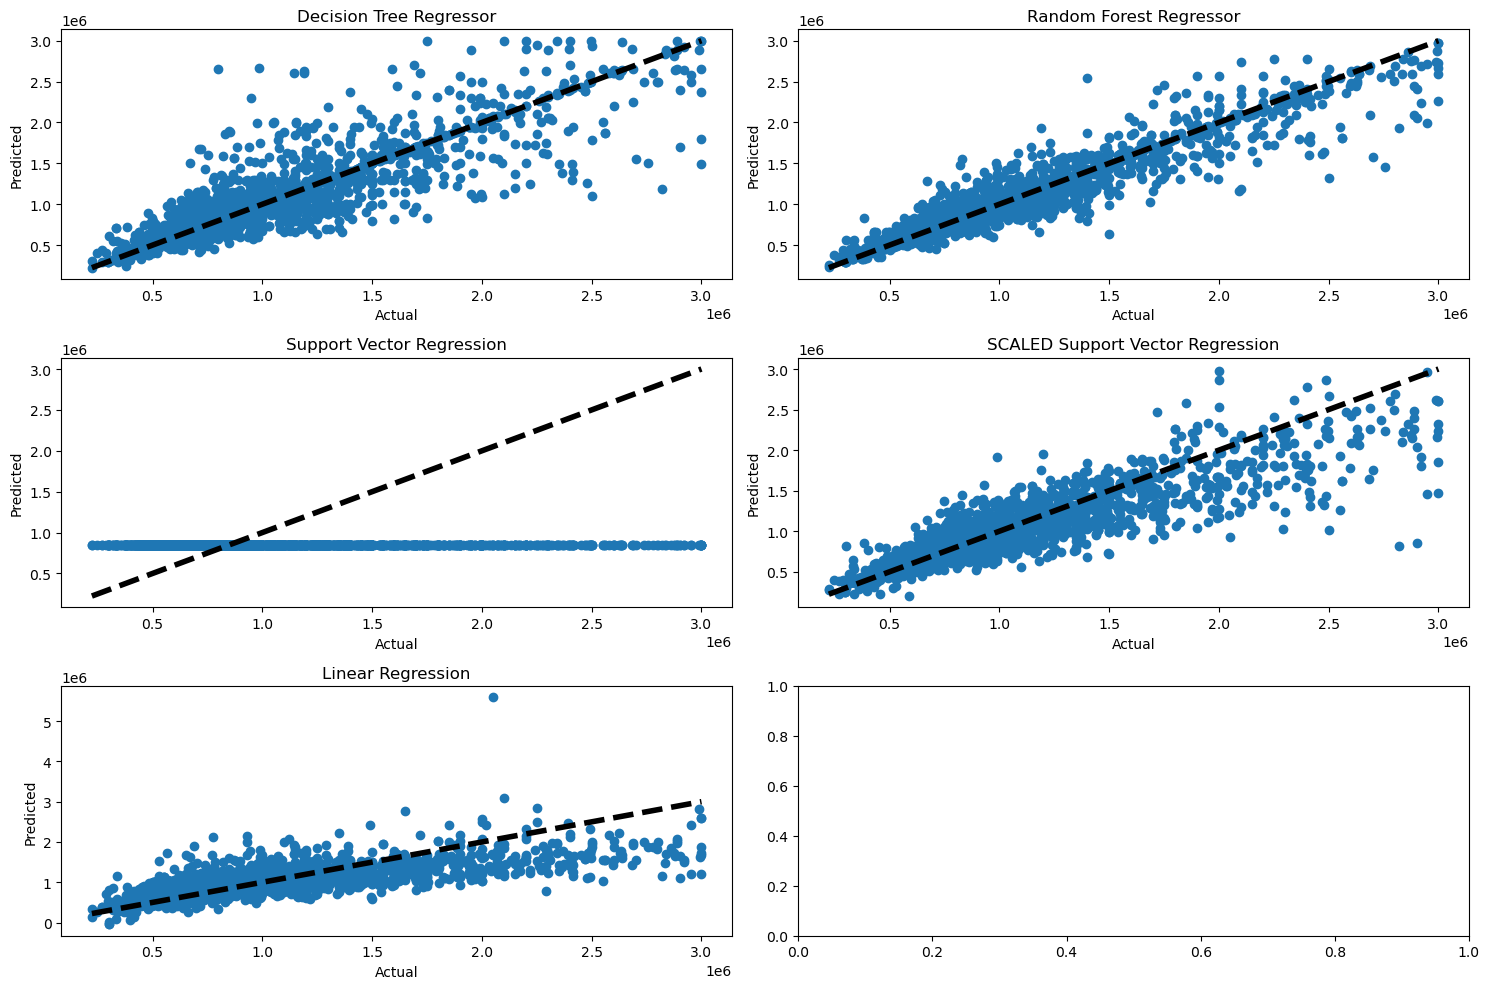 Decision Tree Regressor
1e6
3.0
2.5
2.0
1.5
1.0
0.5
Predicted
0.5 1.0 1.5 2.0 2.5 3.0
1e6
Actual
Random Forest Regressor
1e6
3.0
2.5
2.0
1.5
1.0
0.5
Predicted
0.5 1.0 1.5 2.0 2.5 3.0
1e6
Actual
Support Vector Regression
1e6
3.0
2.5
2.0
1.5
1.0
0.5
Predicted
0.5 1.0 1.5 2.0 2.5 3.0
1e6
Actual
SCALED Support Vector Regression
1e6
3.0
2.5
2.0
1.5
1.0
0.5
Predicted
0.5 1.0 1.5 2.0 2.5 3.0
1e6
Actual
Linear Regression
1e6
5
4
3
2
1
0
Predicted
0.5 1.0 1.5 2.0 2.5 3.0
1e6
Actual
1.0
0.8
0.6
0.4
0.2
0.0
0.0 0.2 0.4 0.6 0.8 1.0